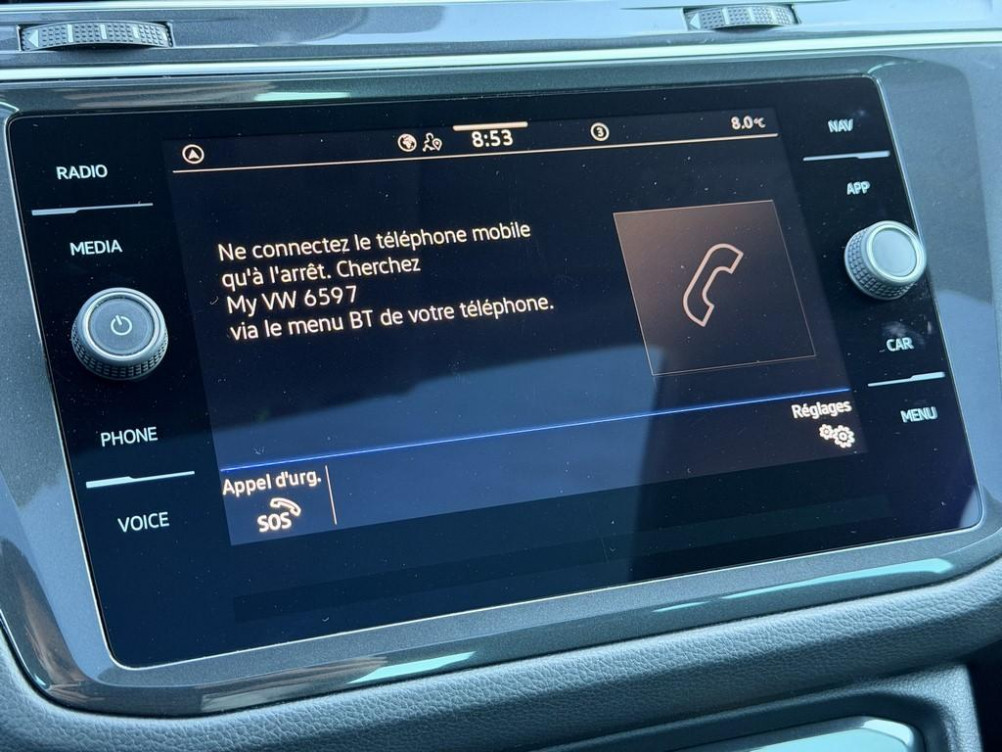 RADIO
MEDIA
PHONE
VOICE
8:53
3
8.0°C
Ne connectez le téléphone mobile
qu'à l'arrêt. Cherchez
My VW 6597
via le menu BT de votre téléphone.
Réglages
Appel d'urg.
SOS
NAV
APP
CAR
MENU